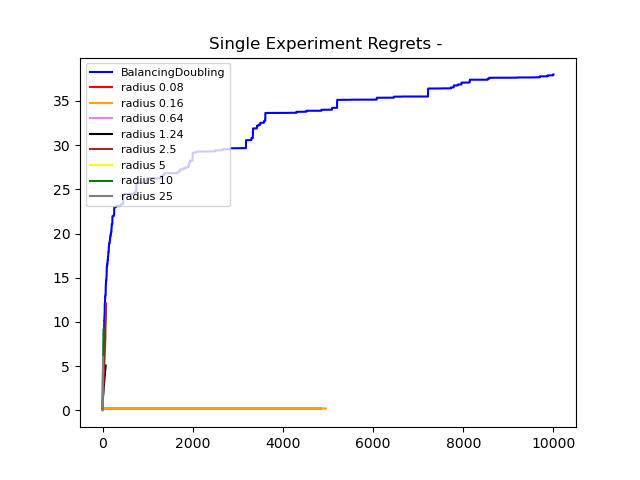 Single Experiment Regrets -
BalancingDoubling
radius 0.08
radius 0.16
radius 0.64
radius 1.24
radius 2.5
radius 5
radius 10
radius 25
35
30
25
20
15
10
5
0
0 2000 4000 6000 8000 10000